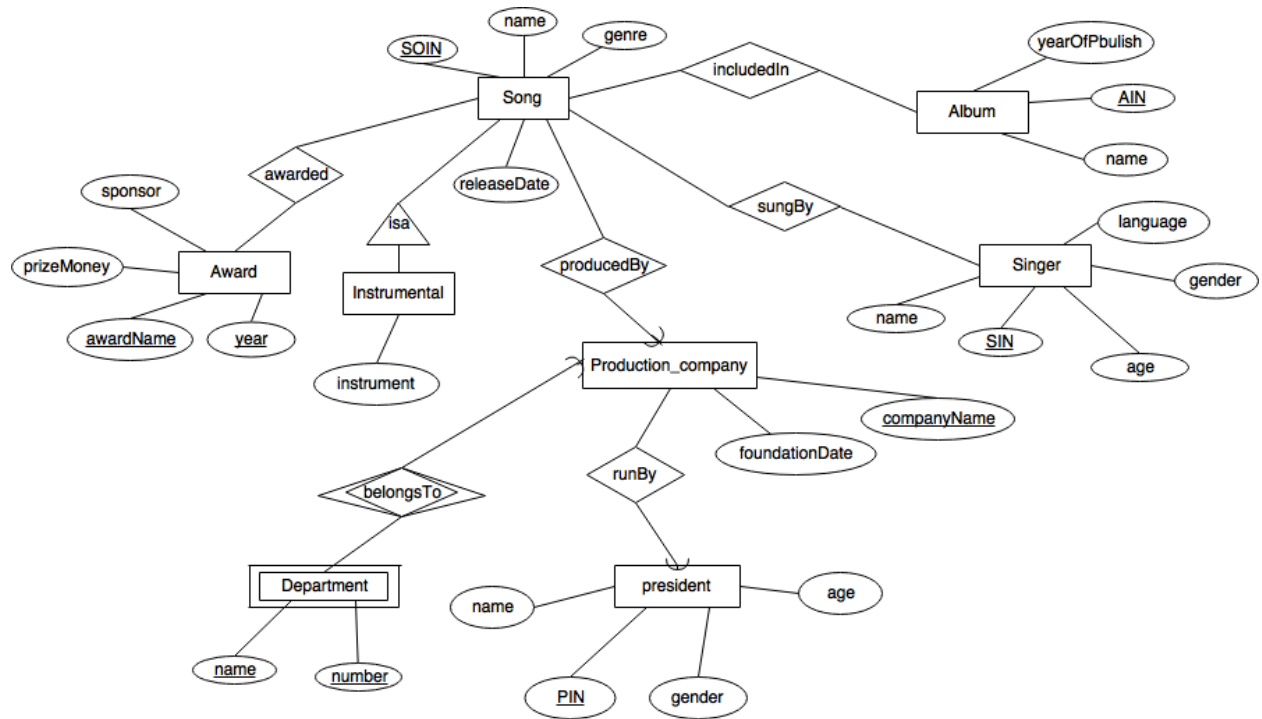 name
SOIN
genre
Song
includedIn
yearOfPbulish
Album
AIN
name
awarded
releaseDate
sponsor
isa
sungBy
language
prizeMoney
Award
Instrumental
producedBy
Singer
gender
awardName
year
name
SIN
age
instrument
Production_company
companyName
foundationDate
runBy
belongsTo
Department
president
name
age
name
number
PIN
gender